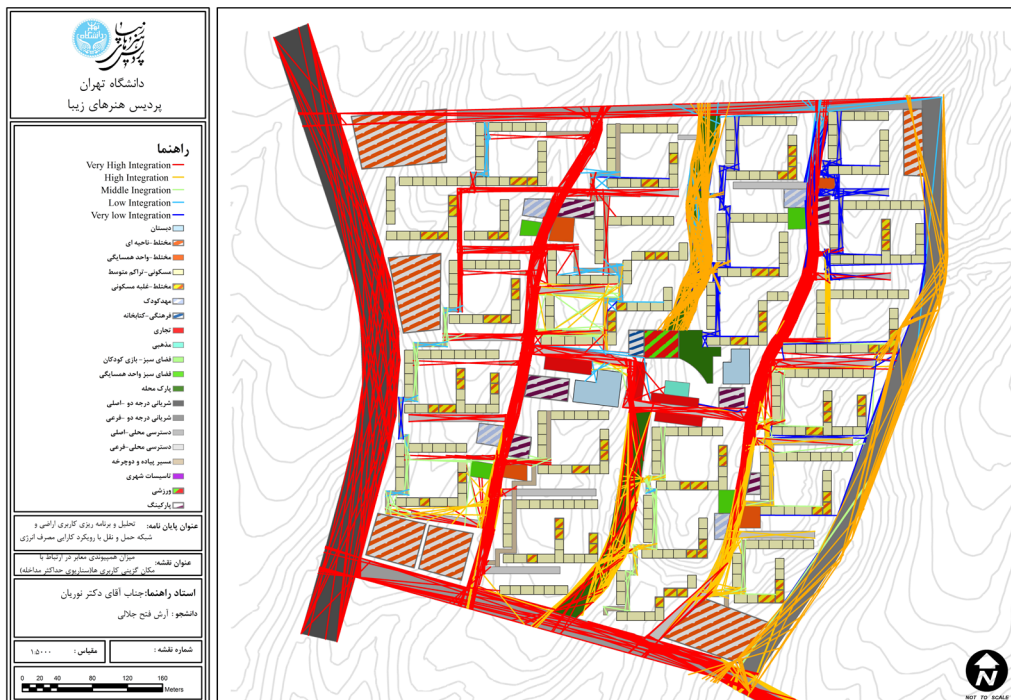 دانشگاه تهران
پردیس هنرهای زیبا
راهنما
Very High Integration
High Integration
Middle Inegration
Low Integration
Very low Integration
دبستان
مختلط-ناحیه ای
مختلط-واحد همسایگی
مسکونی-تراکم متوسط
مختلط-غلبه مسکونی
مهدکودک
فرهنگی-کتابخانه
تجاری
مذهبی
فضای سبز- بازی کودکان
فضای سبز واحد همسایگی
پارک محله
شریانی درجه دو -اصلی
شریانی درجه دو -فرعی
دسترسی محلی-اصلی
دسترسی محلی-فرعی
مسیر پیاده و دوچرخه
تاسیسات شهری
ورزشی
پارکینگ
عنوان پایان نامه: تحلیل و برنامه ریزی کاربری اراضی و
شبکه حمل و نقل با رویکرد کارایی مصرف انرژی
عنوان نقشه: میزان همپیوندی معابر در ارتباط با
مکان گزینی کاربری ها(سناریوی حداکثر مداخله)
استاد راهنما:جناب آقای دکتر نوریان
دانشجو : آرش فتح جلالی
شماره نقشه :
مقیاس : ۱:۵۰۰۰
0 20 40 80 120 160
Meters
N
NOT TO SCALE